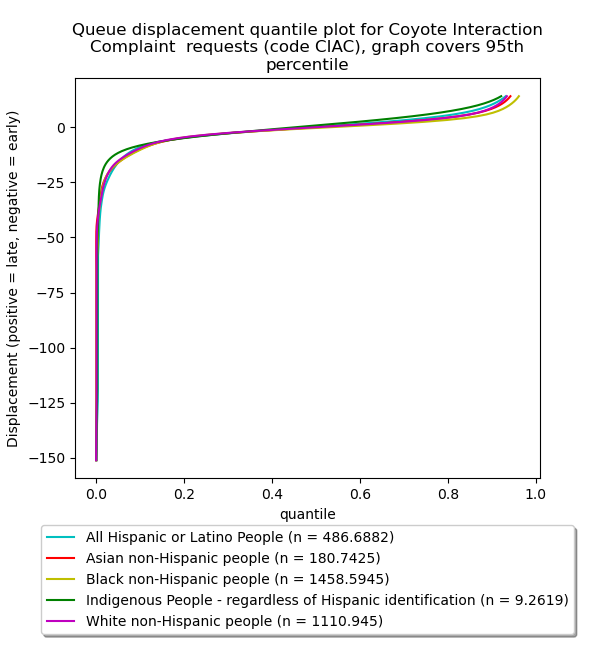 Queue displacement quantile plot for Coyote Interaction
Complaint  requests (code CIAC), graph covers 95th
percentile
Displacement (positive = late, negative = early)
0
−25
−50
−75
−100
−125
−150
0.0 0.2 0.4 0.6 0.8 1.0
quantile
All Hispanic or Latino People (n = 486.6882)
Asian non-Hispanic people (n = 180.7425)
Black non-Hispanic people (n = 1458.5945)
Indigenous People - regardless of Hispanic identification (n = 9.2619)
White non-Hispanic people (n = 1110.945)